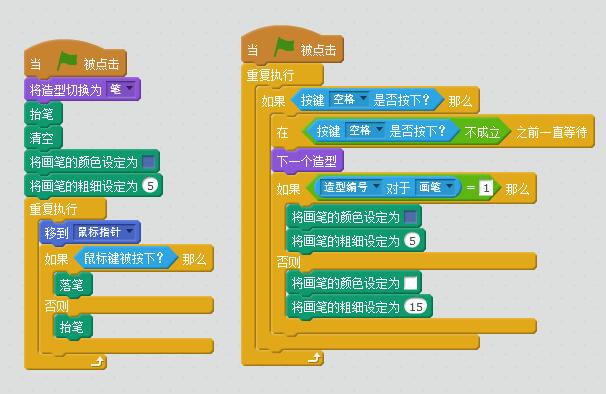 当 被点击
将造型切换为 笔
抬笔
清空
将画笔的颜色设定为
将画笔的粗细设定为 5
重复执行
移到 鼠标指针
如果 鼠标键被按下? 那么
落笔
否则
抬笔
当 被点击
重复执行
如果 按键 空格 是否按下? 那么
在 按键 空格 是否按下? 不成立 之前一直等待
下一个造型
如果 造型编号 对于 画笔 = 1 那么
将画笔的颜色设定为
将画笔的粗细设定为 5
否则
将画笔的颜色设定为
将画笔的粗细设定为 15